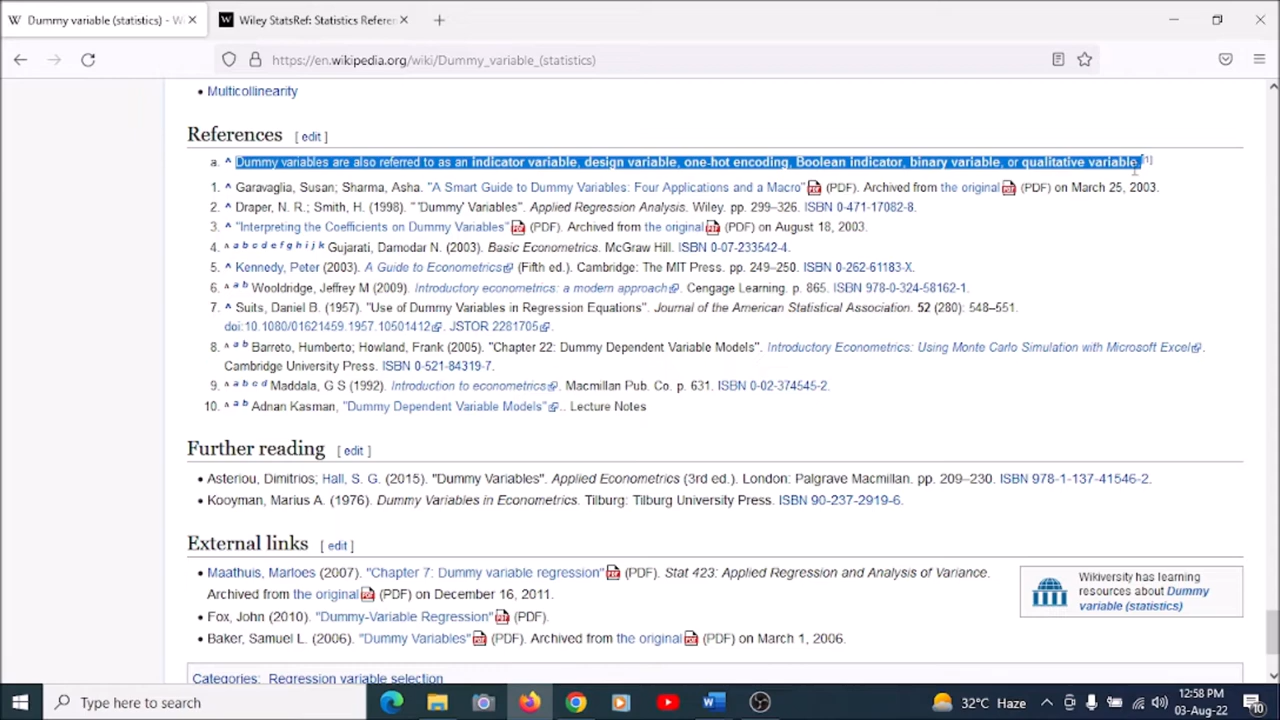 Dummy variable (statistics) - Wi
Wiley StatsRef: Statistics Referen
https://en.wikipedia.org/wiki/Dummy_variable_(statistics)
• Multicollinearity
References [ edit ]
a. ^ Dummy variables are also referred to as an indicator variable, design variable, one-hot encoding, Boolean indicator, binary variable, or qualitative variable.[1]
1. ^ Garavaglia, Susan; Sharma, Asha. "A Smart Guide to Dummy Variables: Four Applications and a Macro" (PDF). Archived from the original (PDF) on March 25, 2003.
2. ^ Draper, N. R.; Smith, H. (1998). "'Dummy' Variables". Applied Regression Analysis. Wiley. pp. 299–326. ISBN 0-471-17082-8.
3. ^ "Interpreting the Coefficients on Dummy Variables" (PDF). Archived from the original (PDF) on August 18, 2003.
4. ^ a b c d e f g h i j k Gujarati, Damodar N. (2003). Basic Econometrics. McGraw Hill. ISBN 0-07-233542-4.
5. ^ Kennedy, Peter (2003). A Guide to Econometrics (Fifth ed.). Cambridge: The MIT Press. pp. 249–250. ISBN 0-262-61183-X.
6. ^ a b Wooldridge, Jeffrey M (2009). Introductory econometrics: a modern approach. Cengage Learning. p. 865. ISBN 978-0-324-58162-1.
7. ^ Suits, Daniel B. (1957). "Use of Dummy Variables in Regression Equations". Journal of the American Statistical Association. 52 (280): 548–551.
doi:10.1080/01621459.1957.10501412. JSTOR 2281705.
8. ^ a b Barreto, Humberto; Howland, Frank (2005). "Chapter 22: Dummy Dependent Variable Models". Introductory Econometrics: Using Monte Carlo Simulation with Microsoft Excel.
Cambridge University Press. ISBN 0-521-84319-7.
9. ^ a b c d Maddala, G S (1992). Introduction to econometrics. Macmillan Pub. Co. p. 631. ISBN 0-02-374545-2.
10. ^ a b Adnan Kasman, "Dummy Dependent Variable Models".. Lecture Notes
Further reading [ edit ]
• Asteriou, Dimitrios; Hall, S. G. (2015). "Dummy Variables". Applied Econometrics (3rd ed.). London: Palgrave Macmillan. pp. 209–230. ISBN 978-1-137-41546-2.
• Kooyman, Marius A. (1976). Dummy Variables in Econometrics. Tilburg: Tilburg University Press. ISBN 90-237-2919-6.
External links [ edit ]
• Maathuis, Marloes (2007). "Chapter 7: Dummy variable regression" (PDF). Stat 423: Applied Regression and Analysis of Variance.
Archived from the original (PDF) on December 16, 2011.
• Fox, John (2010). "Dummy-Variable Regression" (PDF).
• Baker, Samuel L. (2006). "Dummy Variables" (PDF). Archived from the original (PDF) on March 1, 2006.
Wikiversity has learning
resources about Dummy
variable (statistics)
Categories: Regression variable selection
Type here to search
32°C Haze
12:58 PM
03-Aug-22
10